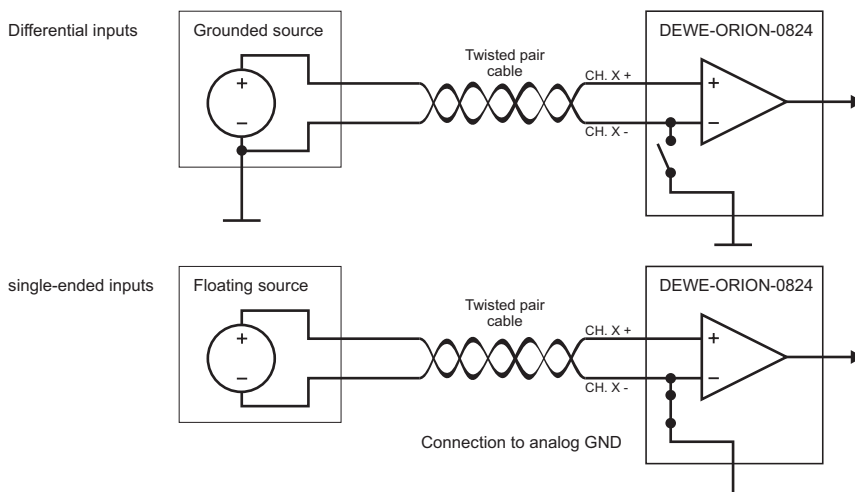 Differential inputs
Grounded source
Twisted pair
cable
DEWE-ORION-0824
CH. X +
CH. X -
+
−
+
−
single-ended inputs
Floating source
Twisted pair
cable
DEWE-ORION-0824
CH. X +
CH. X -
+
−
+
−
Connection to analog GND